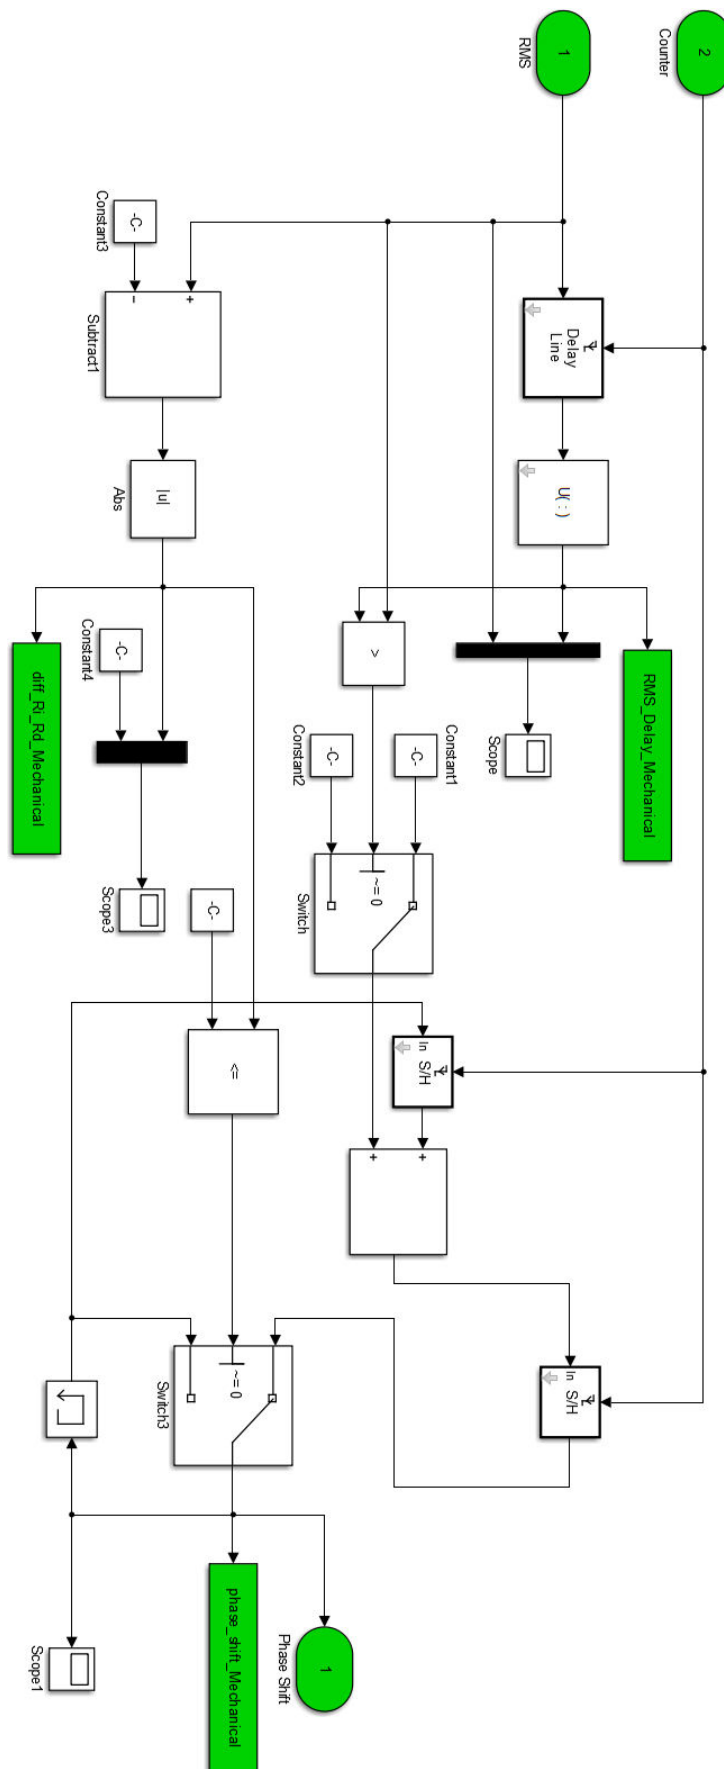 2
Counter
RMS_Delay_Mechanical
Delay
Line
U( : )
In
S/H
1
RMS
Scope
>
-C-
Constant1
-C-
Constant2
~= 0
Switch
In
S/H
+
+
1
Phase Shift
+
−
Subtract1
-C-
Constant3
|u|
Abs
-C-
<=
~= 0
Switch3
phase_shift_Mechanical
-C-
Constant4
Scope3
diff_Ri_Rd_Mechanical
Scope1